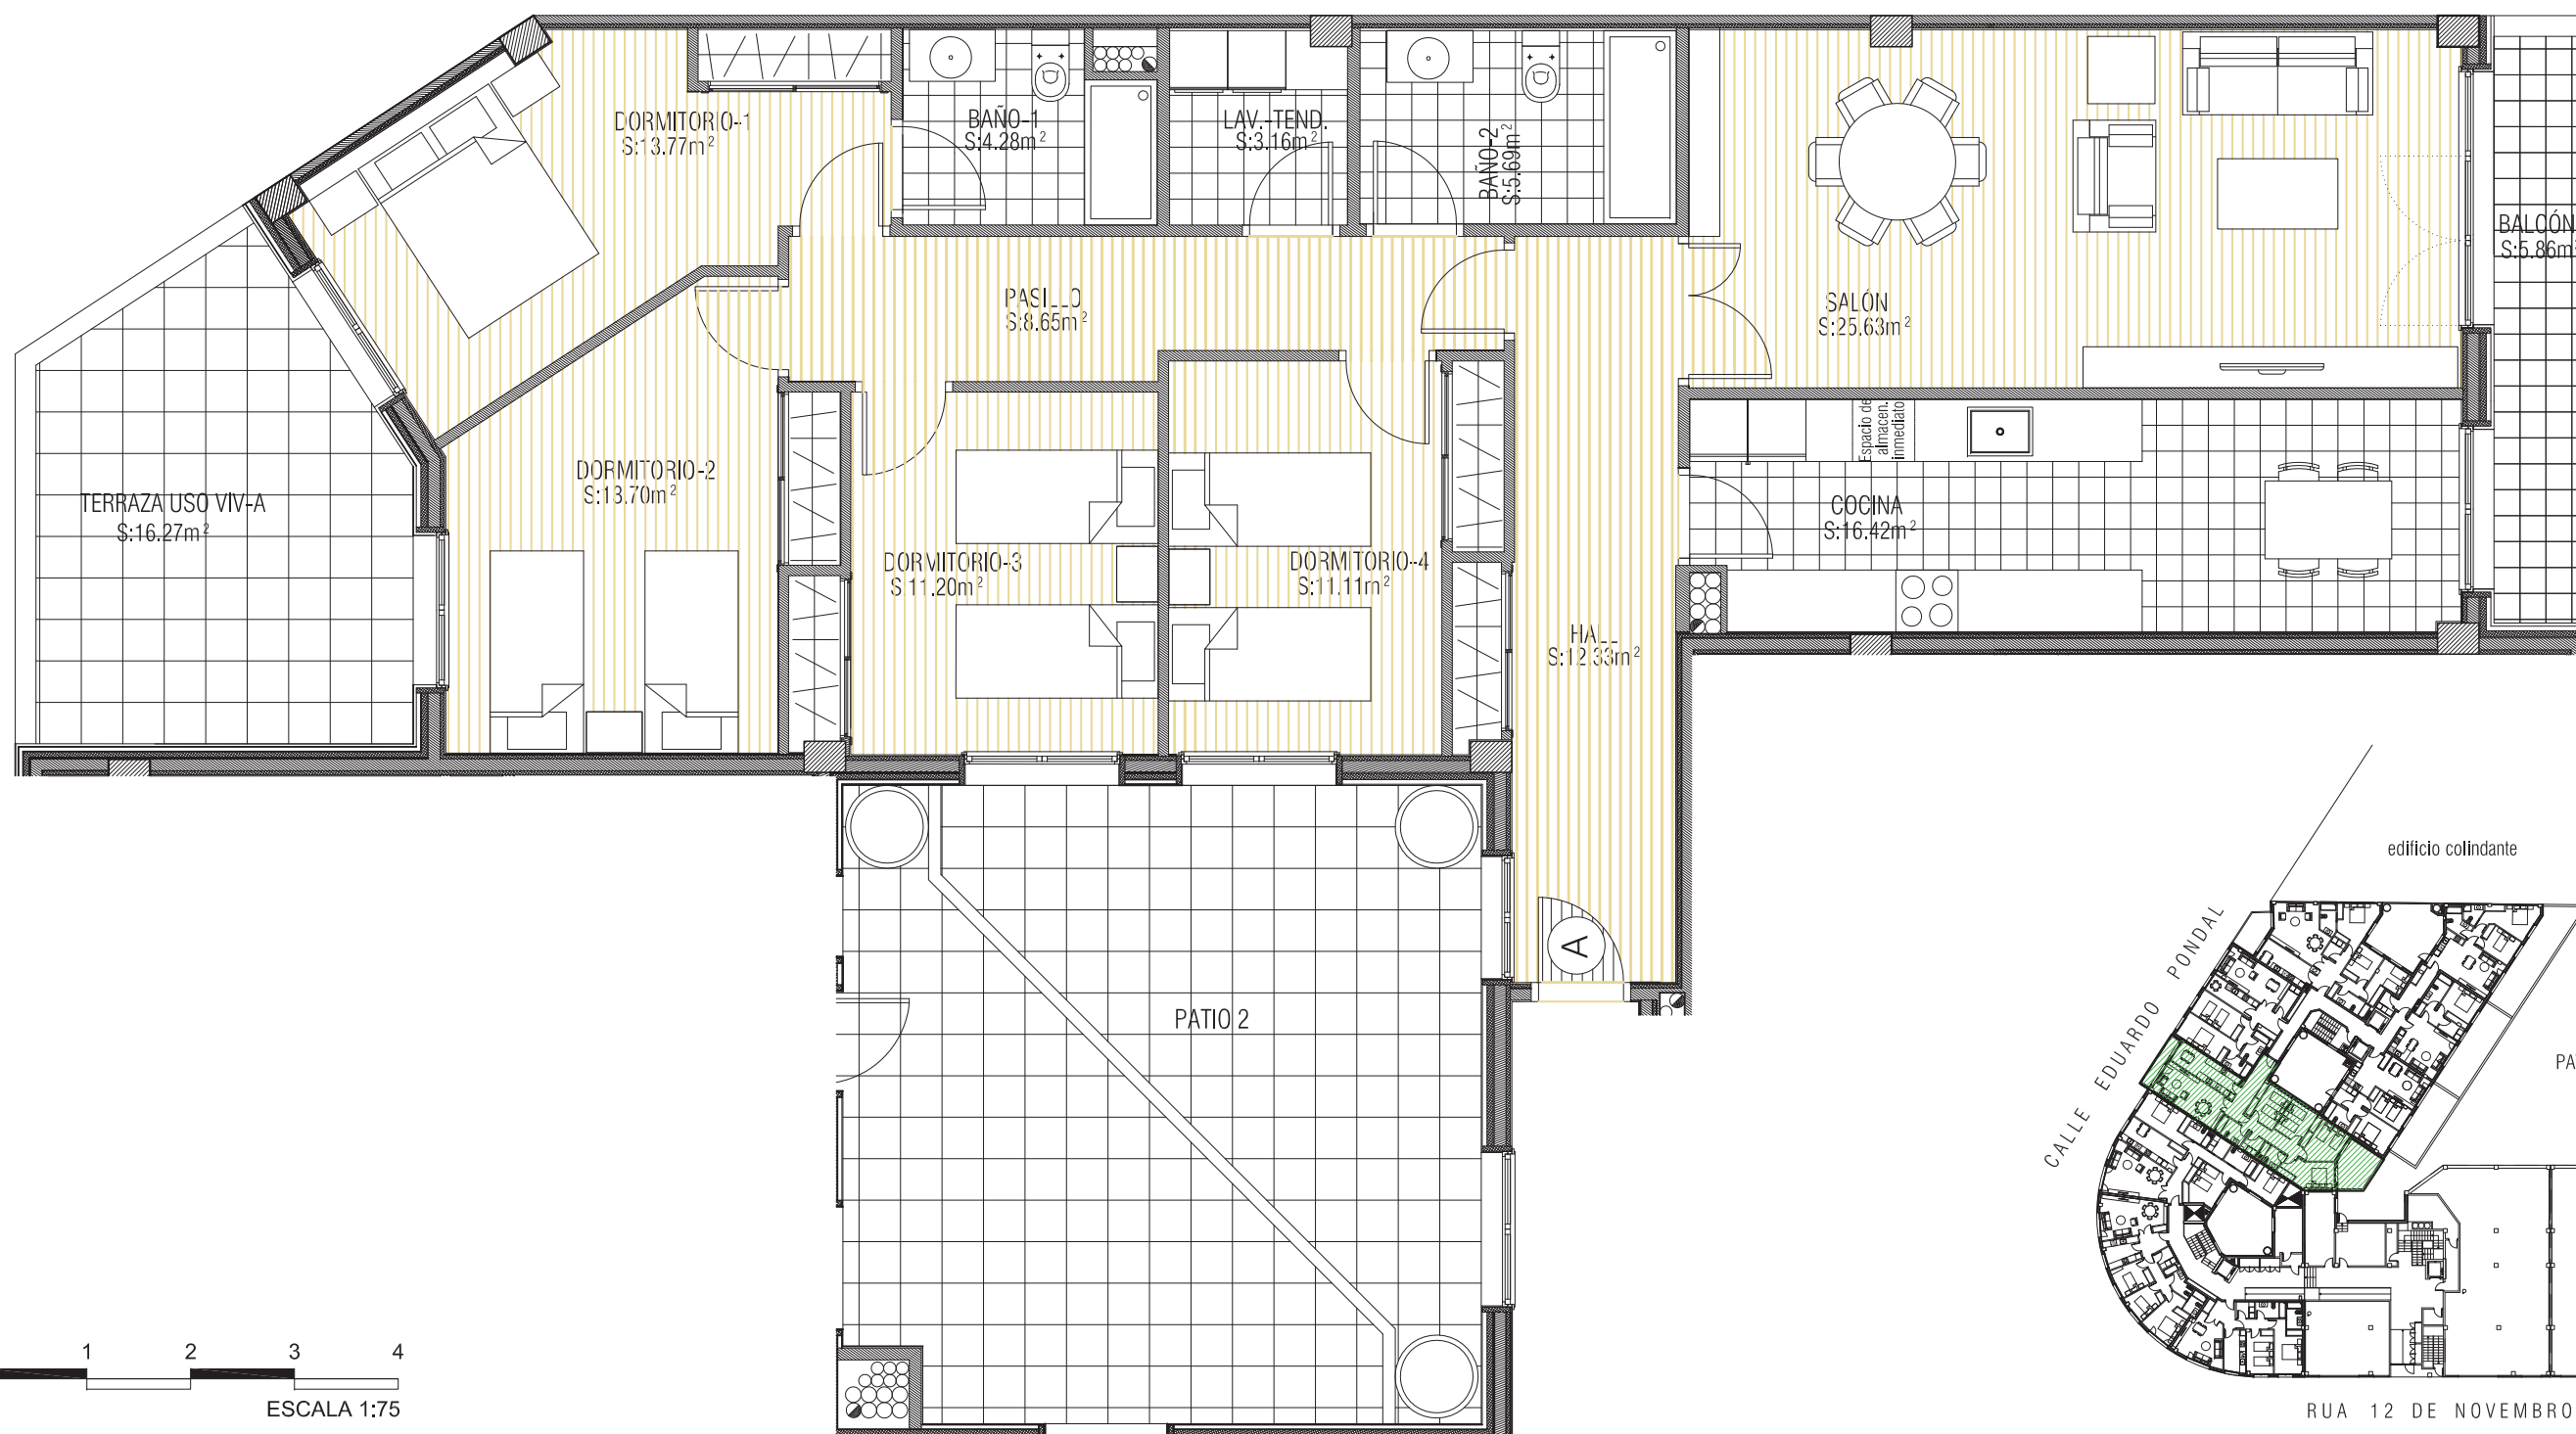 DORMITORIO-1
S:13.77m²
BAÑO-1
S:4.28m²
LAV.-TEND.
S:3.16m²
BAÑO-2
S:5.69m²
SALÓN
S:25.63m²
BALCÓN
S:5.86m
PASILLO
S:8.65m²
TERRAZA USO VIV-A
S:16.27m²
DORMITORIO-2
S:13.70m²
DORMITORIO-3
S 11.20m²
DORMITORIO-4
S:11.11m²
HALL
S:12.33m²
Espacio de
almacen.
inmediato
COCINA
S:16.42m²
A
PATIO 2
edificio colindante
CALLE EDUARDO PONDAL
PA
RUA 12 DE NOVEMBRO
1 2 3 4
ESCALA 1:75